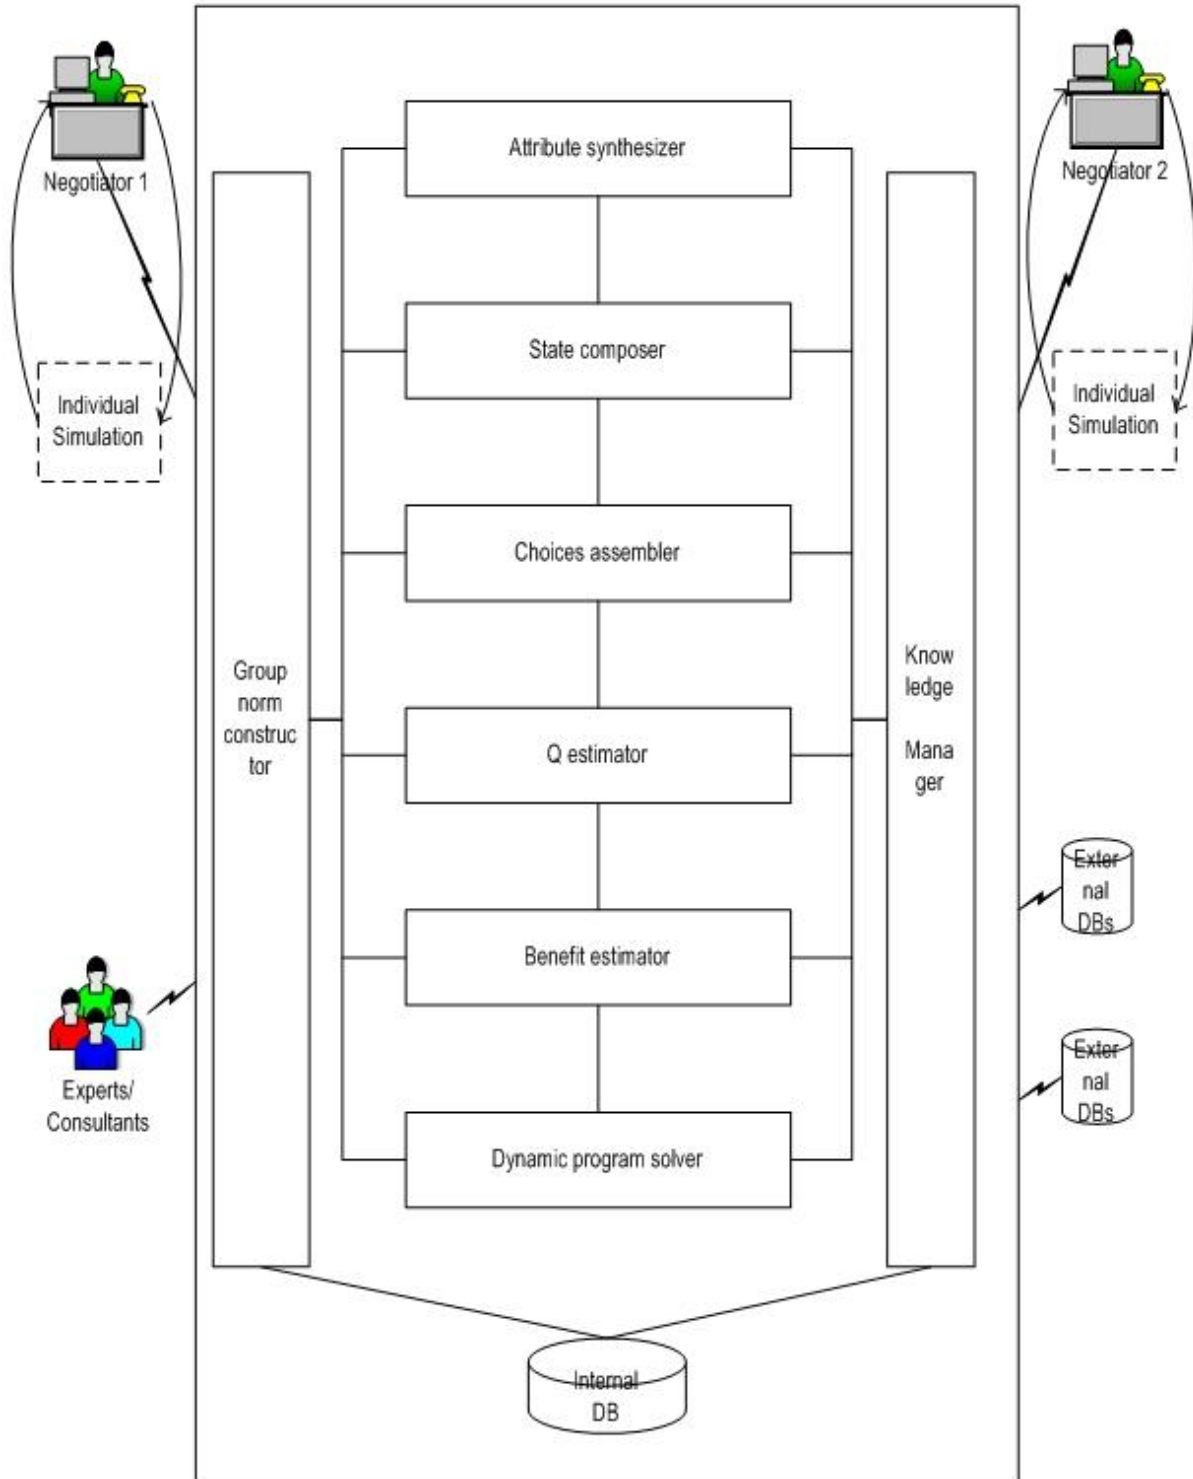 Negotiator 1
Individual
Simulation
Attribute synthesizer
State composer
Choices assembler
Q estimator
Benefit estimator
Dynamic program solver
Group
norm
construc
tor
Know
ledge
Mana
ger
Negotiator 2
Individual
Simulation
Exter
nal
DBs
Exter
nal
DBs
Experts/
Consultants
Internal
DB